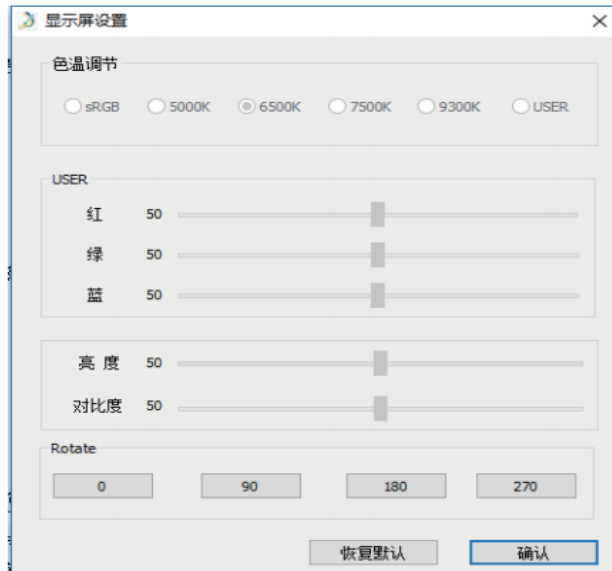 显示屏设置
色温调节
sRGB 5000K 6500K 7500K 9300K USER
USER
红 50
绿 50
蓝 50
亮 度 50
对比度 50
Rotate
0 90 180 270
恢复默认 确认